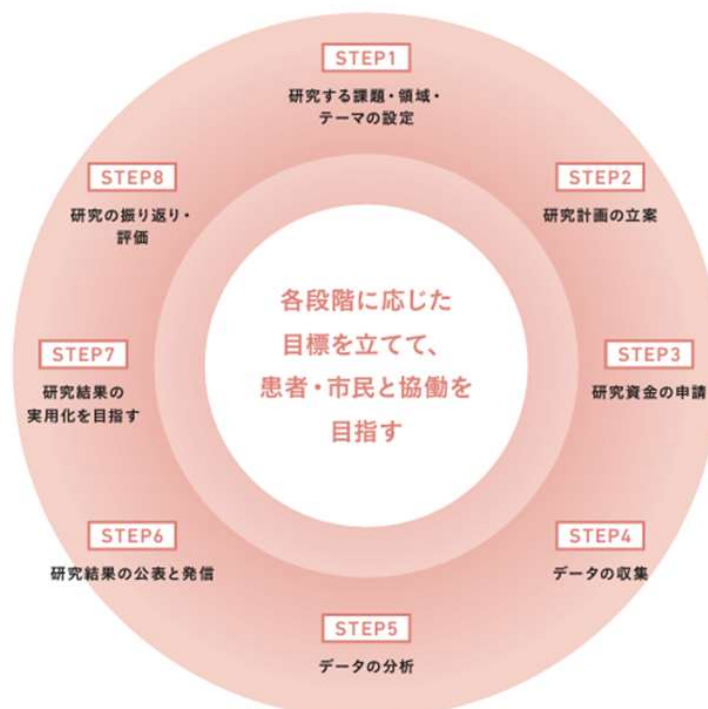 STEP1
研究する課題・領域・
テーマの設定
STEP2
研究計画の立案
STEP3
研究資金の申請
STEP4
データの収集
STEP5
データの分析
STEP6
研究結果の公表と発信
STEP7
研究結果の
実用化を目指す
STEP8
研究の振り返り・
評価
各段階に応じた
目標を立てて、
患者・市民と協働を
目指す